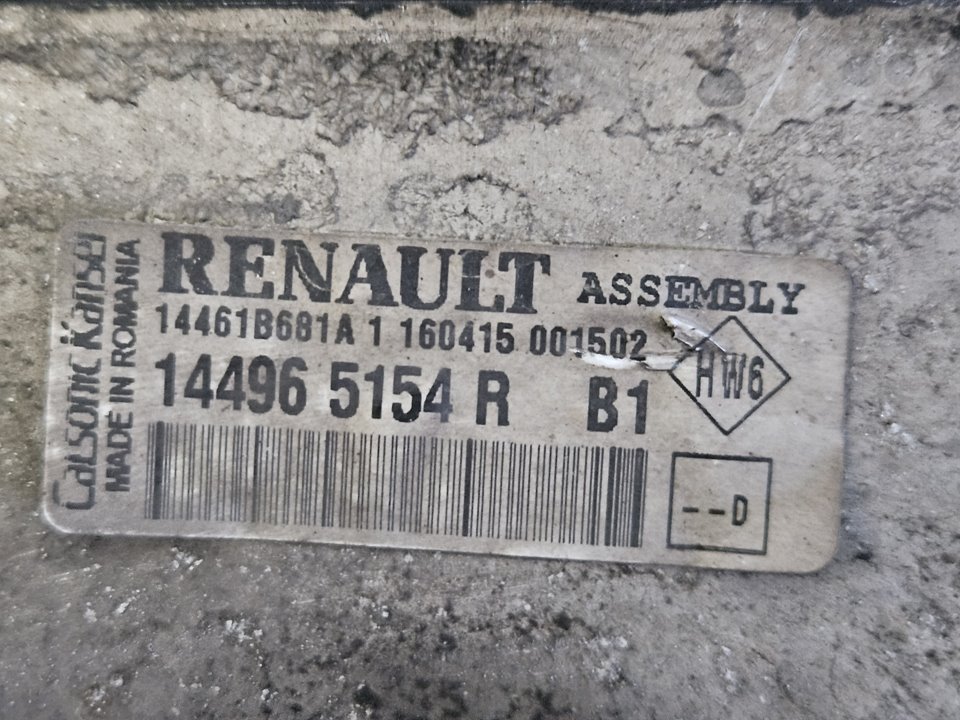 Calsonic Kansei
MADE IN ROMANIA
RENAULT ASSEMBLY
14461B681A 1 160415 001502
14496 5154 R B1
HW6
--D